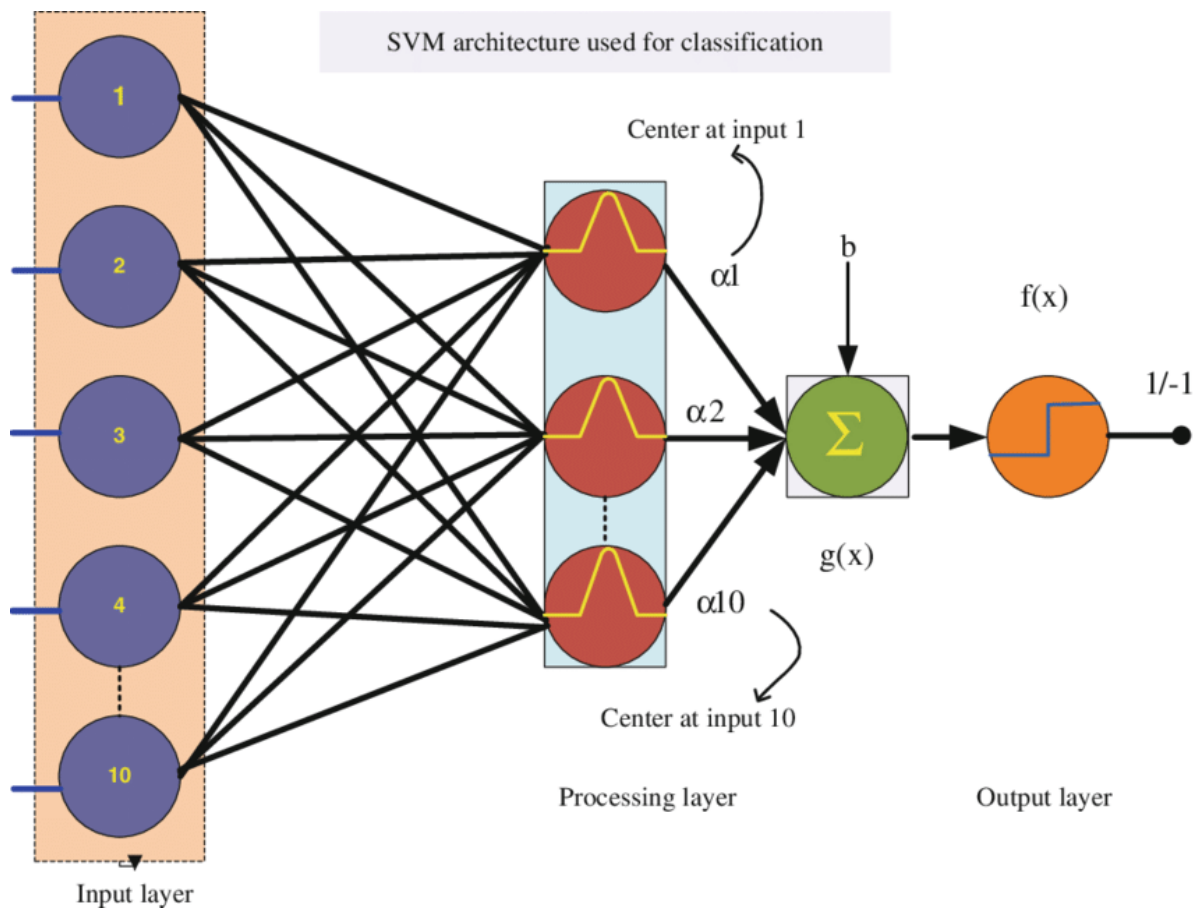 SVM architecture used for classification
1
Center at input 1
2
b
α1
f(x)
1/-1
3
α2
Σ
g(x)
4
α10
Center at input 10
10
Processing layer
Output layer
Input layer